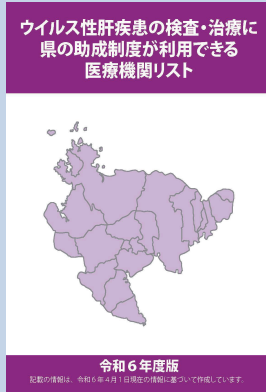 ウイルス性肝疾患の検査・治療に
県の助成制度が利用できる
医療機関リスト
令和６年度版
記載の情報は、令和６年４月１日現在の情報に基づいて作成しています。